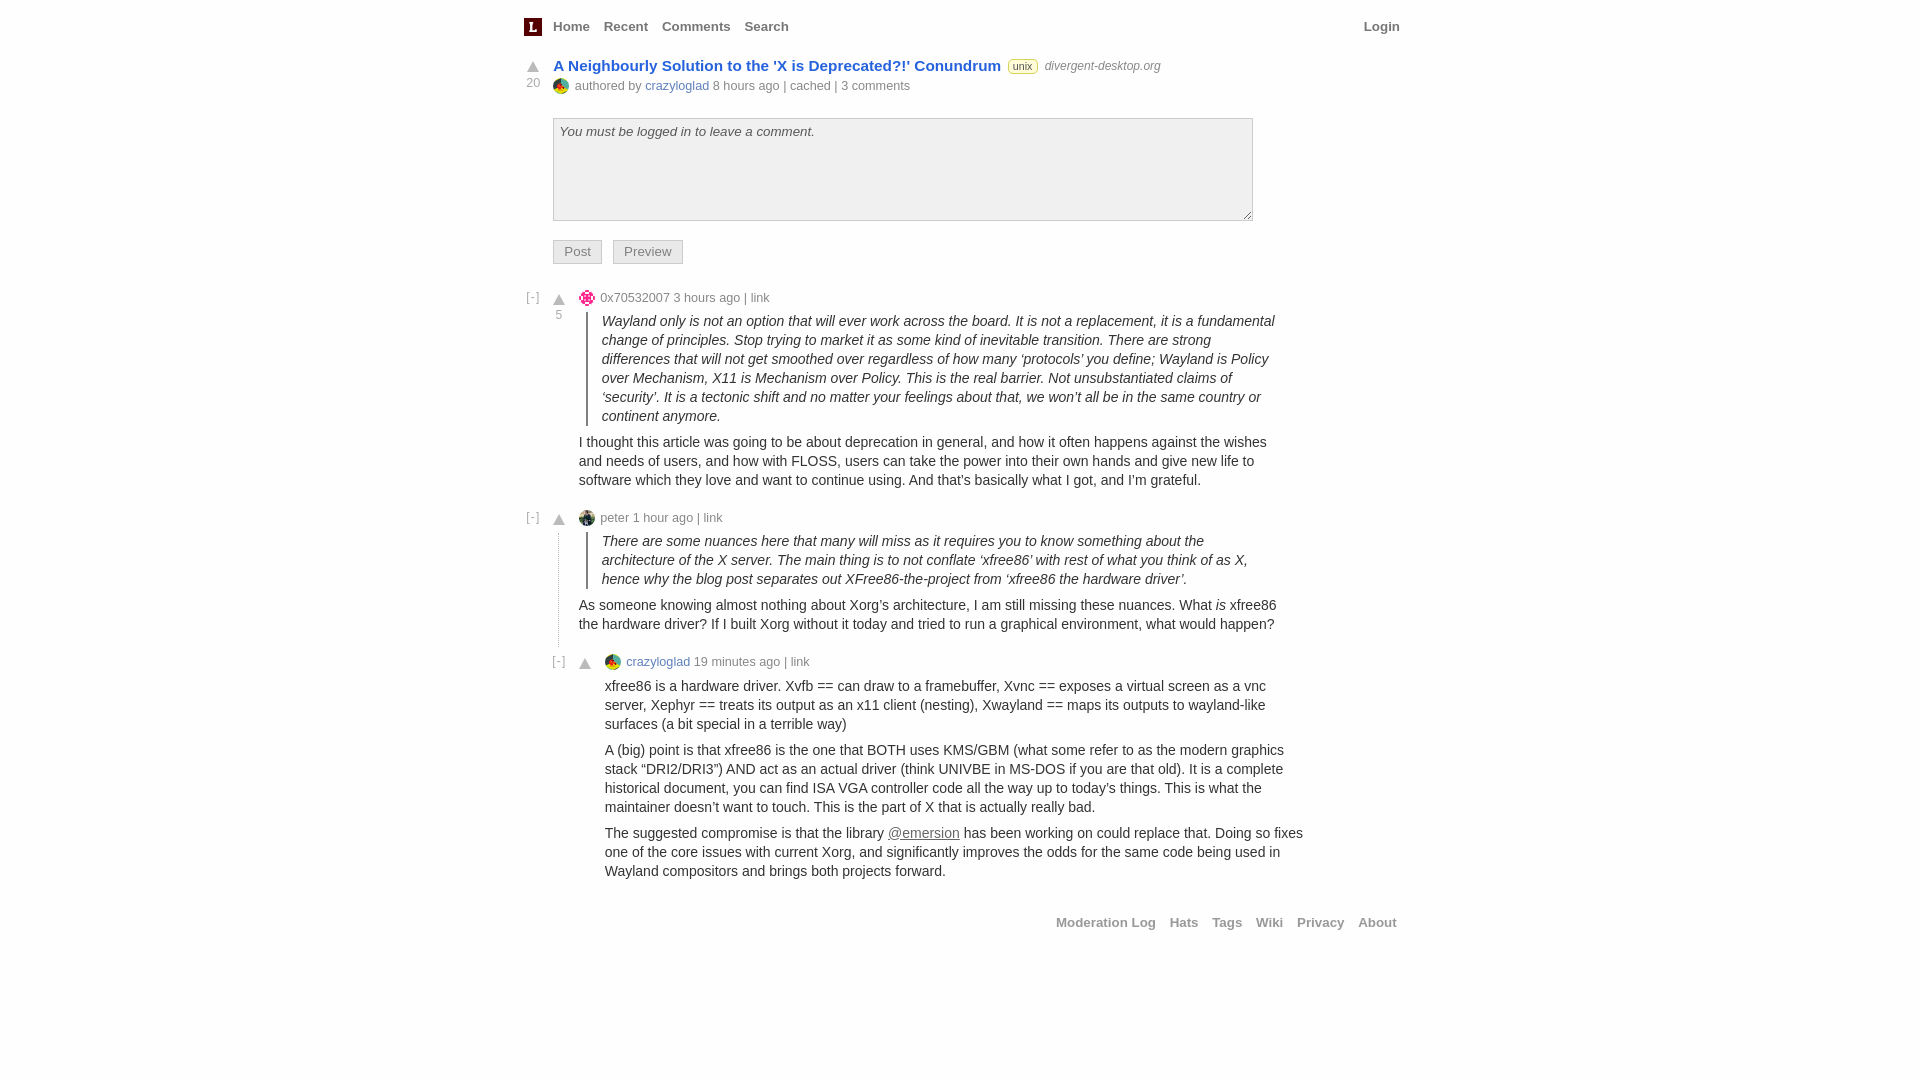 L Home Recent Comments Search Login
A Neighbourly Solution to the 'X is Deprecated?!' Conundrum unix divergent-desktop.org
20 authored by crazyloglad 8 hours ago | cached | 3 comments
You must be logged in to leave a comment.
Post Preview
[-] 0x70532007 3 hours ago | link
5
Wayland only is not an option that will ever work across the board. It is not a replacement, it is a fundamental
change of principles. Stop trying to market it as some kind of inevitable transition. There are strong
differences that will not get smoothed over regardless of how many ‘protocols’ you define; Wayland is Policy
over Mechanism, X11 is Mechanism over Policy. This is the real barrier. Not unsubstantiated claims of
‘security’. It is a tectonic shift and no matter your feelings about that, we won’t all be in the same country or
continent anymore.
I thought this article was going to be about deprecation in general, and how it often happens against the wishes
and needs of users, and how with FLOSS, users can take the power into their own hands and give new life to
software which they love and want to continue using. And that’s basically what I got, and I’m grateful.
[-] peter 1 hour ago | link
There are some nuances here that many will miss as it requires you to know something about the
architecture of the X server. The main thing is to not conflate ‘xfree86’ with rest of what you think of as X,
hence why the blog post separates out XFree86-the-project from ‘xfree86 the hardware driver’.
As someone knowing almost nothing about Xorg’s architecture, I am still missing these nuances. What is xfree86
the hardware driver? If I built Xorg without it today and tried to run a graphical environment, what would happen?
[-] crazyloglad 19 minutes ago | link
xfree86 is a hardware driver. Xvfb == can draw to a framebuffer, Xvnc == exposes a virtual screen as a vnc
server, Xephyr == treats its output as an x11 client (nesting), Xwayland == maps its outputs to wayland-like
surfaces (a bit special in a terrible way)
A (big) point is that xfree86 is the one that BOTH uses KMS/GBM (what some refer to as the modern graphics
stack “DRI2/DRI3”) AND act as an actual driver (think UNIVBE in MS-DOS if you are that old). It is a complete
historical document, you can find ISA VGA controller code all the way up to today’s things. This is what the
maintainer doesn’t want to touch. This is the part of X that is actually really bad.
The suggested compromise is that the library @emersion has been working on could replace that. Doing so fixes
one of the core issues with current Xorg, and significantly improves the odds for the same code being used in
Wayland compositors and brings both projects forward.
Moderation Log Hats Tags Wiki Privacy About